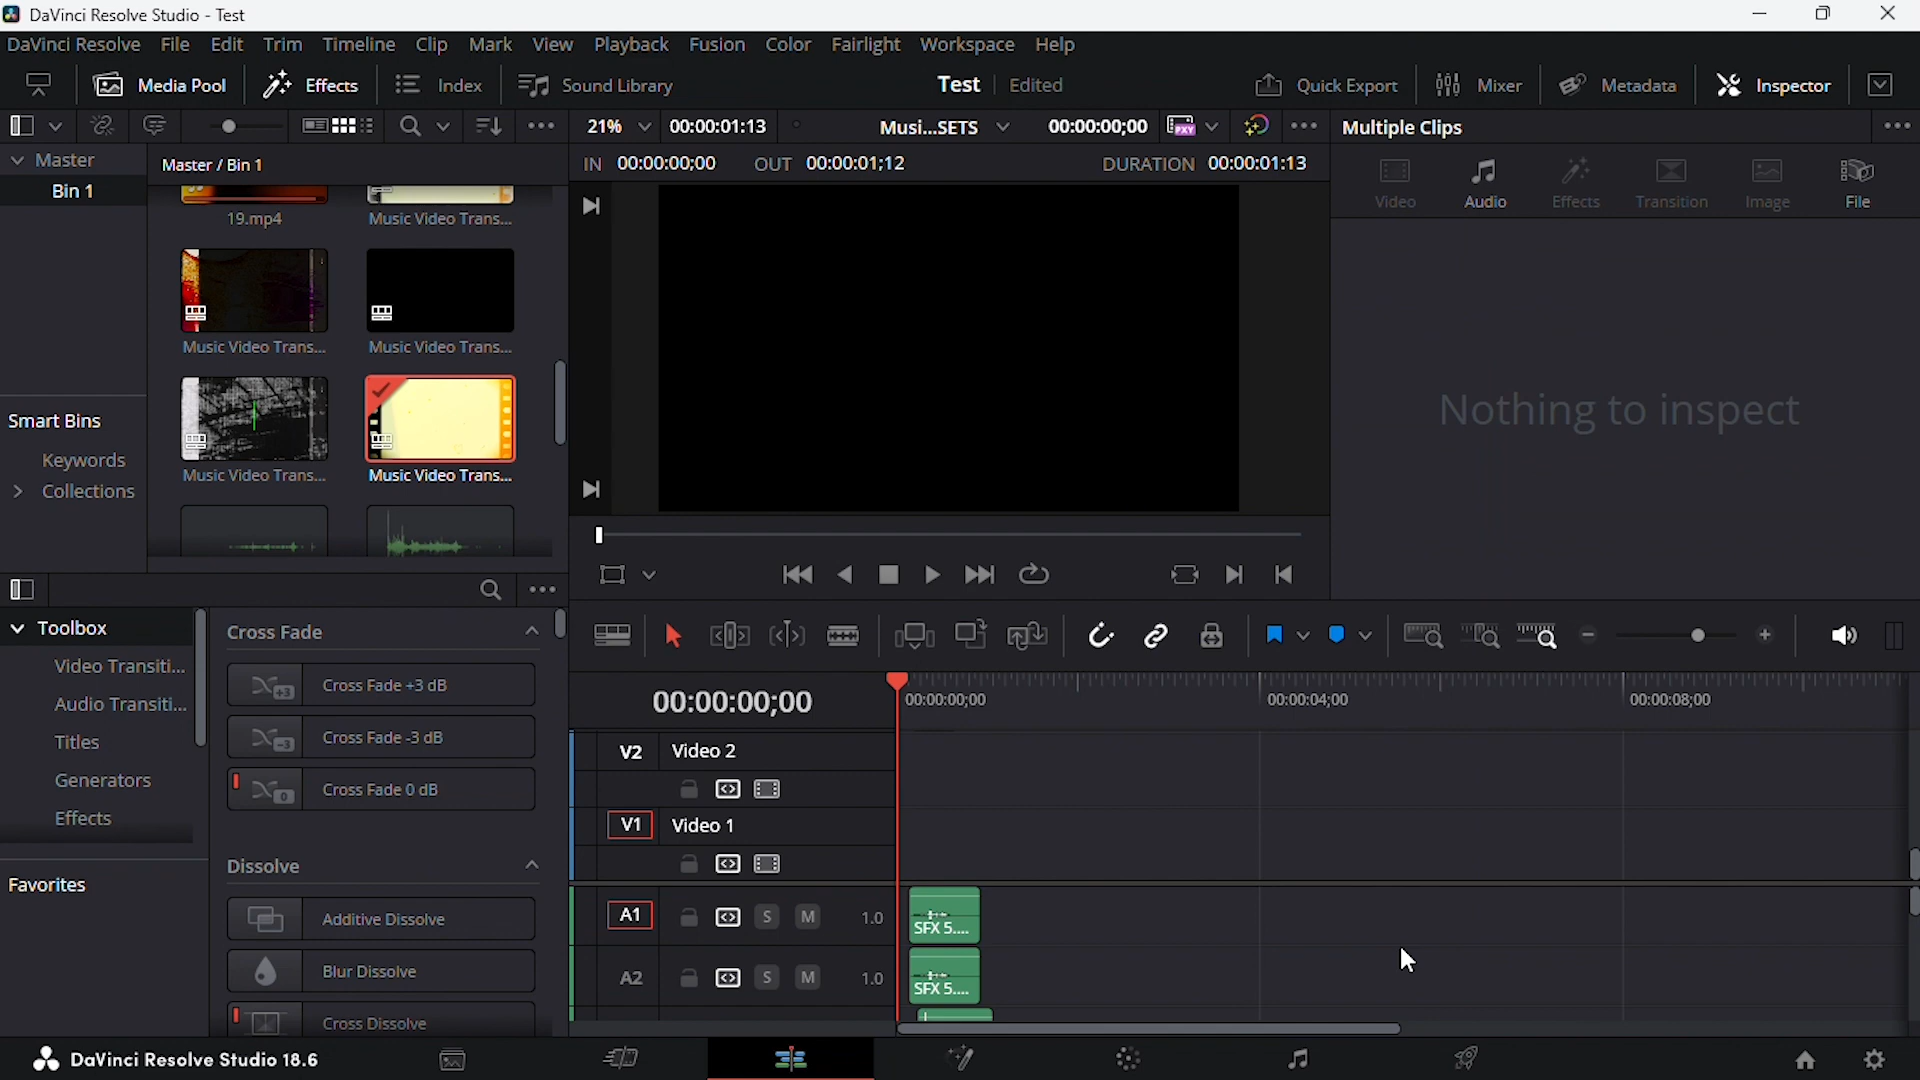 DaVinci Resolve Studio - Test
DaVinci Resolve File Edit Trim Timeline Clip Mark View Playback Fusion Color Fairlight Workspace Help
Media Pool Effects Index Sound Library Test Edited Quick Export Mixer Metadata Inspector
21% 00:00:01:13 Musi...SETS 00:00:00;00 PXY Multiple Clips
Master Master / Bin 1 IN 00:00:00;00 OUT 00:00:01;12 DURATION 00:00:01:13
Bin 1
Video Audio Effects Transition Image File
19.mp4 Music Video Trans...
Music Video Trans... Music Video Trans...
Nothing to inspect
Smart Bins
Keywords
Music Video Trans... Music Video Trans...
Collections
Toolbox Cross Fade
Video Transiti... Cross Fade +3 dB +3
Audio Transiti... Cross Fade -3 dB -3
Titles
Generators Cross Fade 0 dB 0
Effects
Dissolve
Favorites
Additive Dissolve
Blur Dissolve
Cross Dissolve
00:00:00;00 00:00:00;00 00:00:04;00 00:00:08;00
V2 Video 2
V1 Video 1
A1 S M 1.0 SFX 5....
A2 S M 1.0 SFX 5....
DaVinci Resolve Studio 18.6